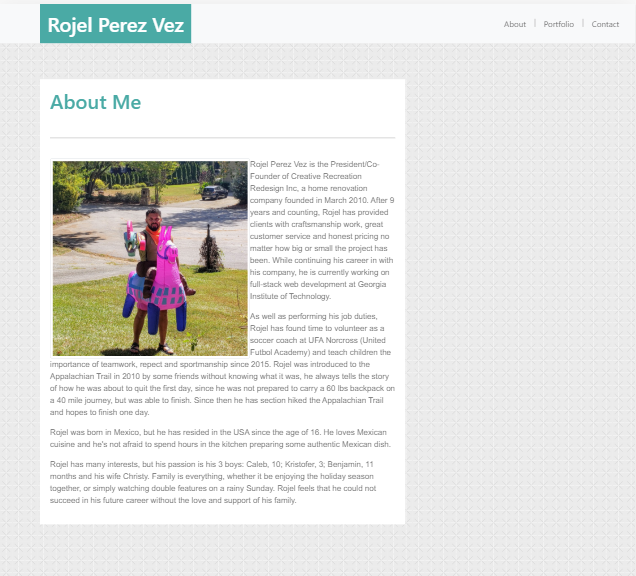 Rojel Perez Vez
About
Portfolio
Contact
About Me
Rojel Perez Vez is the President/Co-
Founder of Creative Recreation
Redesign Inc, a home renovation
company founded in March 2010. After 9
years and counting, Rojel has provided
clients with craftsmanship work, great
customer service and honest pricing no
matter how big or small the project has
been. While continuing his career in with
his company, he is currently working on
full-stack web development at Georgia
Institute of Technology.
As well as performing his job duties,
Rojel has found time to volunteer as a
soccer coach at UFA Norcross (United
Futbol Academy) and teach children the
importance of teamwork, repect and sportmanship since 2015. Rojel was introduced to the
Appalachian Trail in 2010 by some friends without knowing what it was, he always tells the story
of how he was about to quit the first day, since he was not prepared to carry a 60 lbs backpack on
a 40 mile journey, but was able to finish. Since then he has section hiked the Appalachian Trail
and hopes to finish one day.
Rojel was born in Mexico, but he has resided in the USA since the age of 16. He loves Mexican
cuisine and he's not afraid to spend hours in the kitchen preparing some authentic Mexican dish.
Rojel has many interests, but his passion is his 3 boys: Caleb, 10; Kristofer, 3; Benjamin, 11
months and his wife Christy. Family is everything, whether it be enjoying the holiday season
together, or simply watching double features on a rainy Sunday. Rojel feels that he could not
succeed in his future career without the love and support of his family.